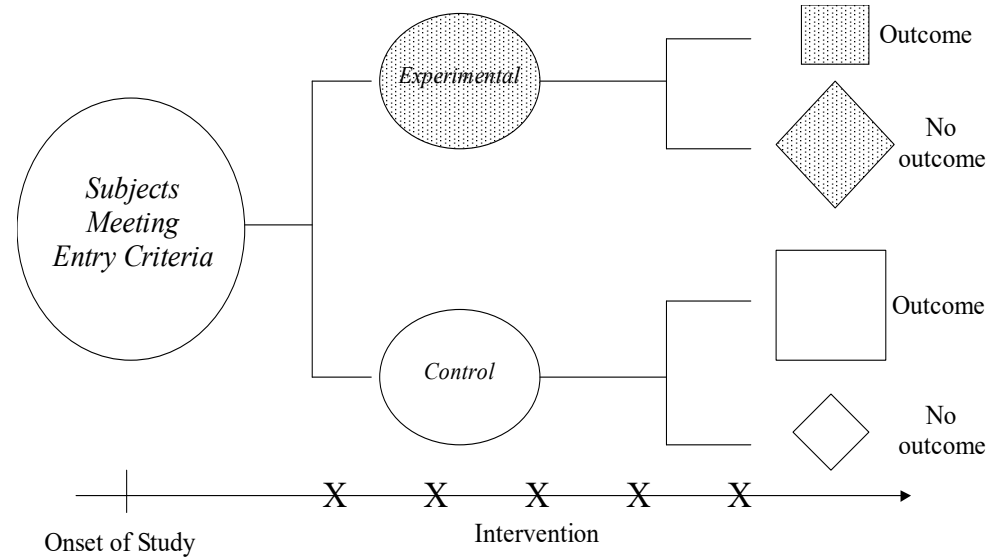 Subjects
Meeting
Entry Criteria
Experimental
Outcome
No
outcome
Control
Outcome
No
outcome
X X X X X
Onset of Study
Intervention